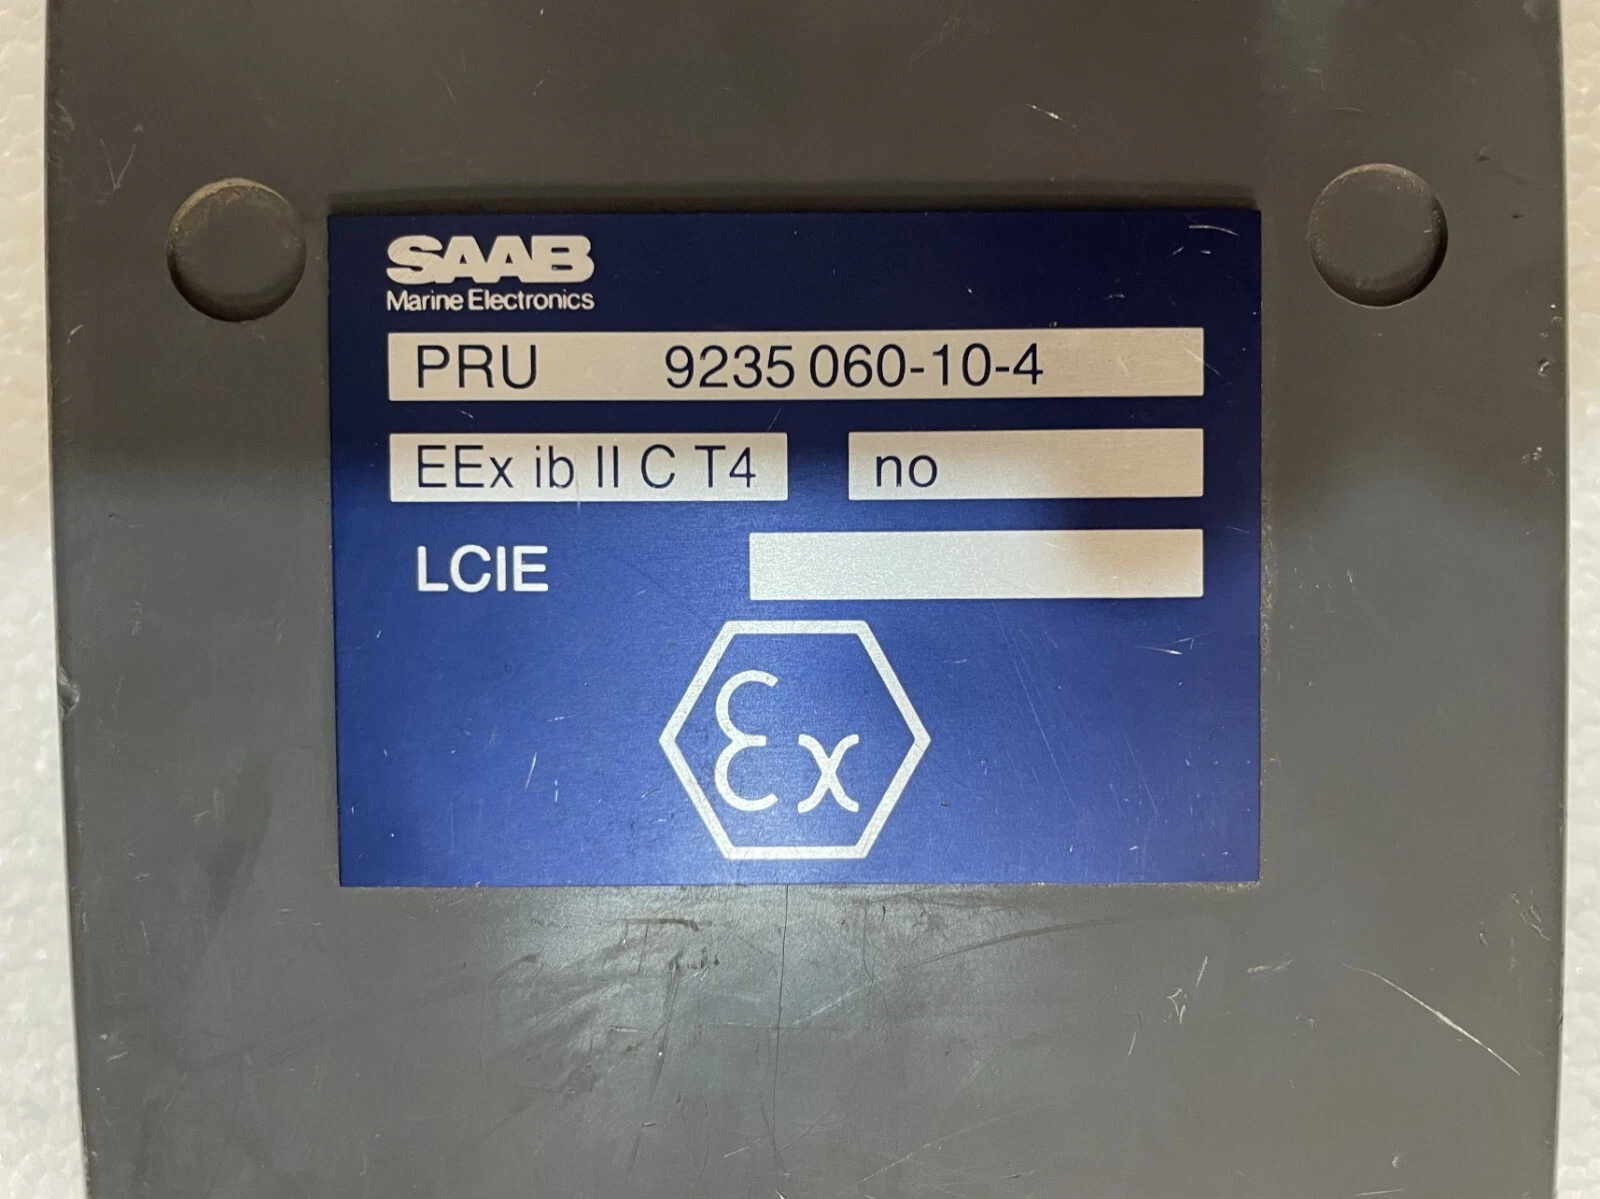 SAAB
Marine Electronics
PRU 9235 060-10-4
EEx ib II C T4 no
LCIE
Ex